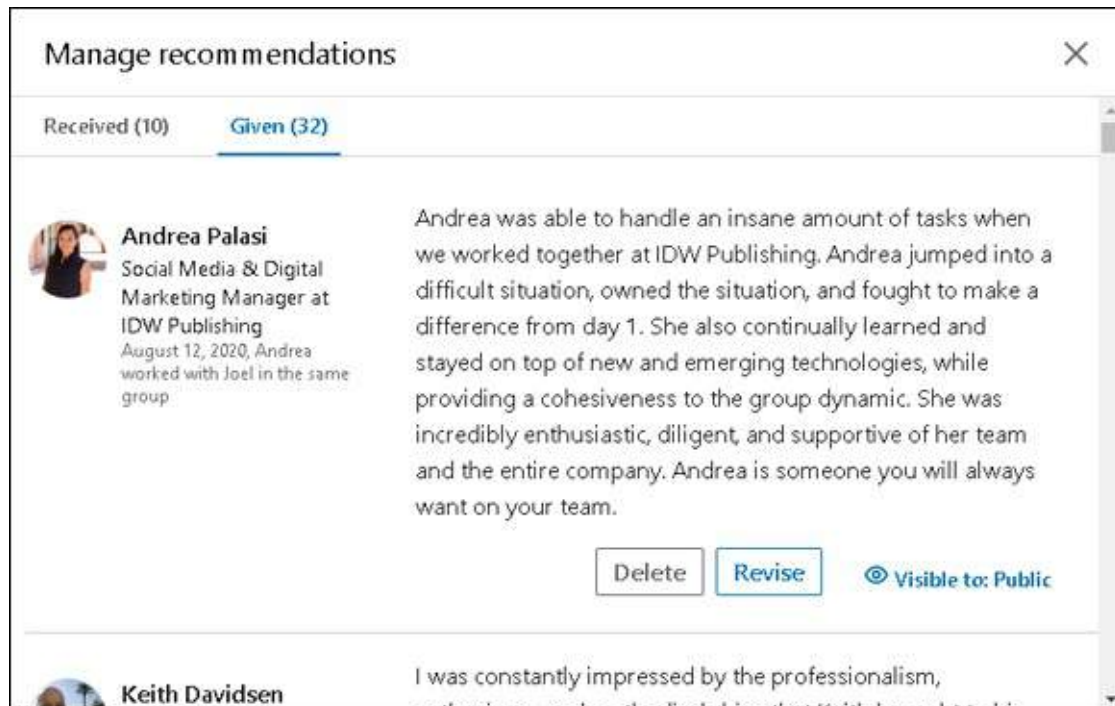 Manage recommendations
Received (10) Given (32)
Andrea Palasi
Social Media & Digital
Marketing Manager at
IDW Publishing
August 12, 2020, Andrea
worked with Joel in the same
group
Andrea was able to handle an insane amount of tasks when
we worked together at IDW Publishing. Andrea jumped into a
difficult situation, owned the situation, and fought to make a
difference from day 1. She also continually learned and
stayed on top of new and emerging technologies, while
providing a cohesiveness to the group dynamic. She was
incredibly enthusiastic, diligent, and supportive of her team
and the entire company. Andrea is someone you will always
want on your team.
Delete Revise Visible to: Public
Keith Davidsen
I was constantly impressed by the professionalism,